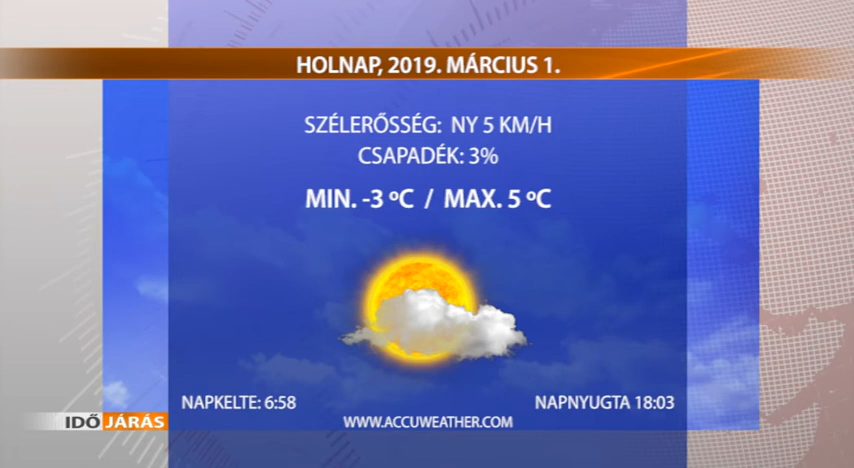 HOLNAP, 2019. MÁRCIUS 1.
SZÉLERŐSSÉG: NY 5 KM/H
CSAPADÉK: 3%
MIN. -3 ºC / MAX. 5 ºC
NAPKELTE: 6:58
NAPNYUGTA 18:03
WWW.ACCUWEATHER.COM
IDŐJÁRÁS